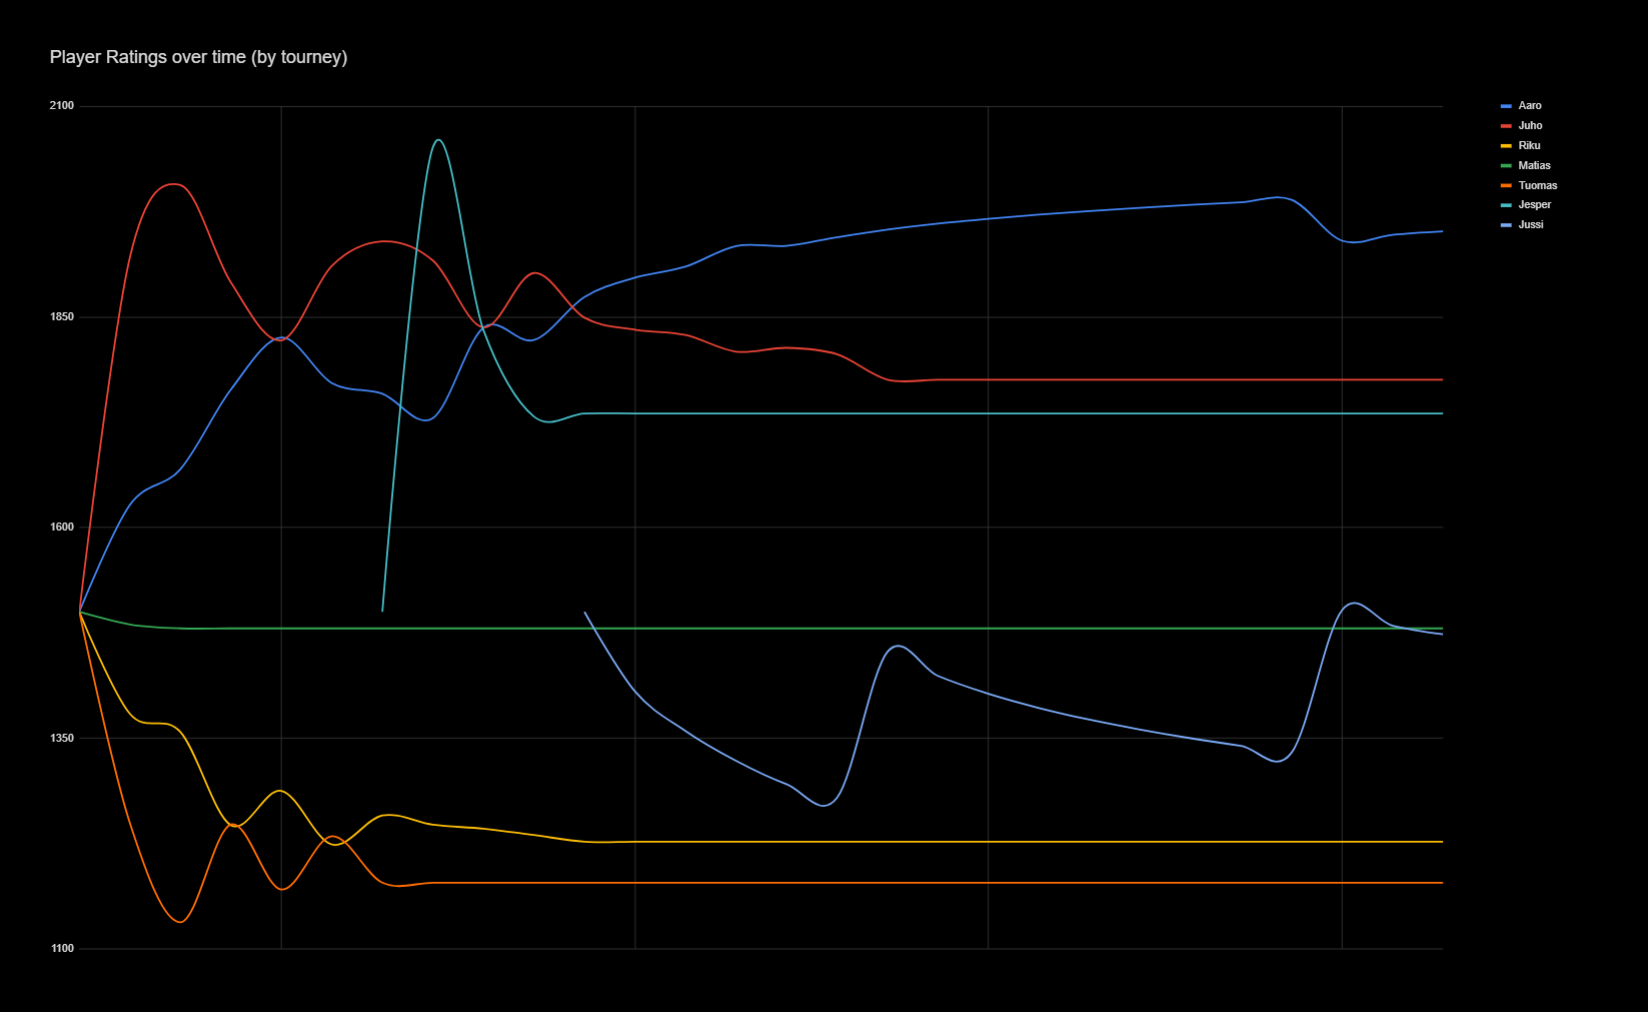 Player Ratings over time (by tourney)
2100
1850
1600
1350
1100
Aaro
Juho
Riku
Matias
Tuomas
Jesper
Jussi